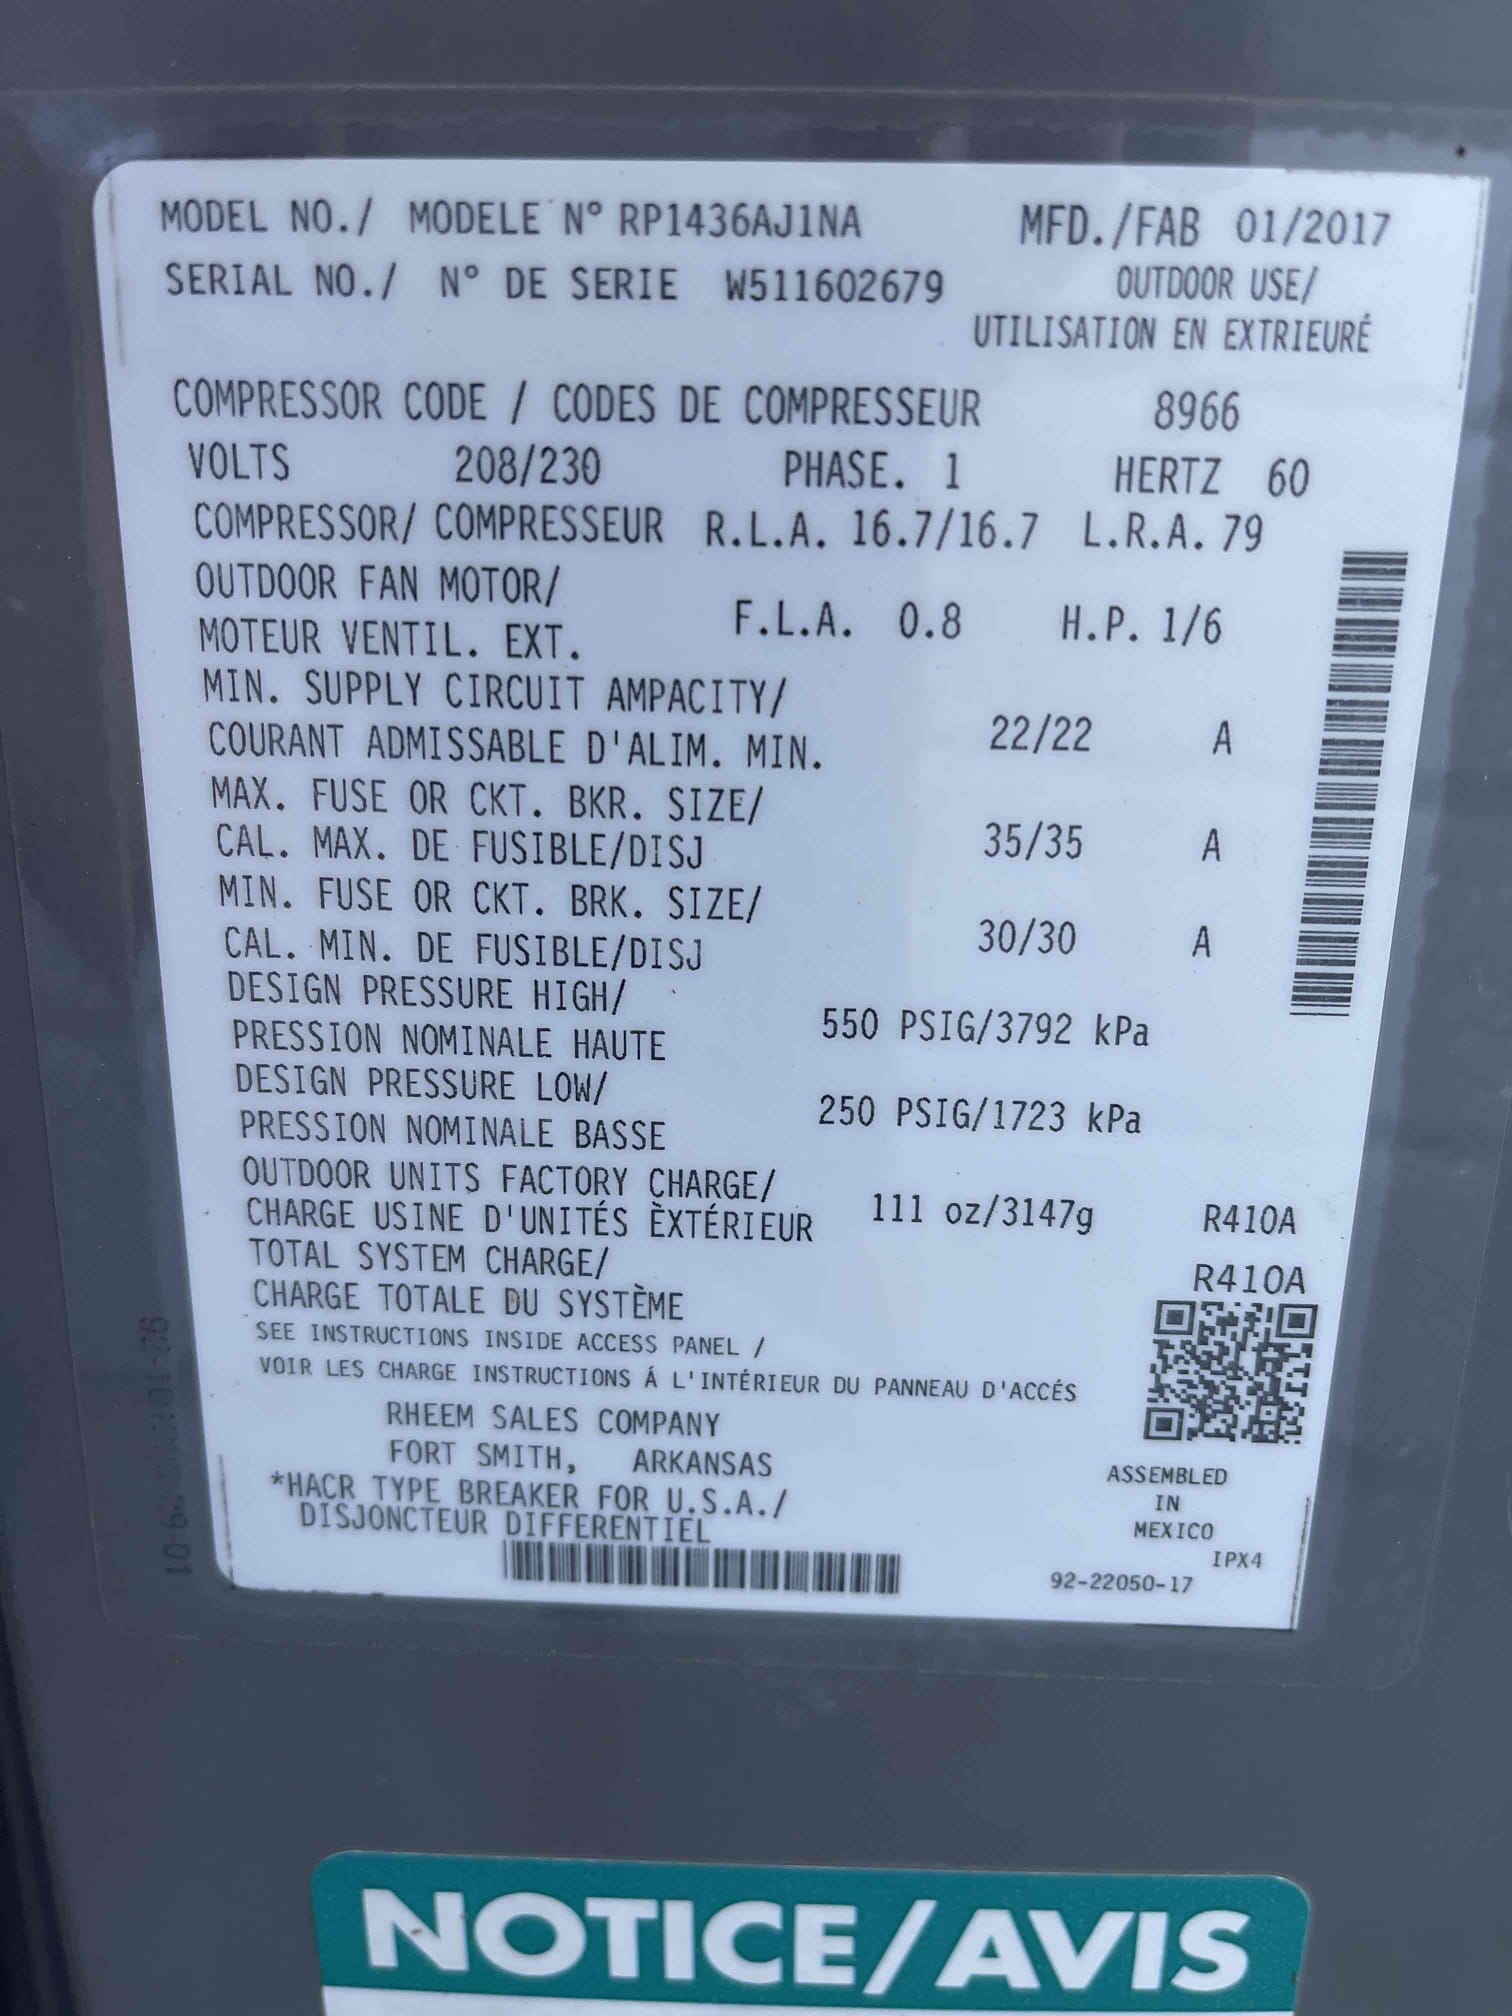 MODEL NO./ MODELE N° RP1436AJ1NA MFD./FAB 01/2017
SERIAL NO./ N° DE SERIE W511602679 OUTDOOR USE/
UTILISATION EN EXTRIEURÉ
COMPRESSOR CODE / CODES DE COMPRESSEUR 8966
VOLTS 208/230 PHASE. 1 HERTZ 60
COMPRESSOR/ COMPRESSEUR R.L.A. 16.7/16.7 L.R.A. 79
OUTDOOR FAN MOTOR/
MOTEUR VENTIL. EXT. F.L.A. 0.8 H.P. 1/6
MIN. SUPPLY CIRCUIT AMPACITY/
COURANT ADMISSABLE D'ALIM. MIN. 22/22 A
MAX. FUSE OR CKT. BKR. SIZE/
CAL. MAX. DE FUSIBLE/DISJ 35/35 A
MIN. FUSE OR CKT. BRK. SIZE/
CAL. MIN. DE FUSIBLE/DISJ 30/30 A
DESIGN PRESSURE HIGH/
PRESSION NOMINALE HAUTE 550 PSIG/3792 kPa
DESIGN PRESSURE LOW/
PRESSION NOMINALE BASSE 250 PSIG/1723 kPa
OUTDOOR UNITS FACTORY CHARGE/
CHARGE USINE D'UNITÉS ÈXTÉRIEUR 111 oz/3147g R410A
TOTAL SYSTEM CHARGE/
CHARGE TOTALE DU SYSTÈME R410A
SEE INSTRUCTIONS INSIDE ACCESS PANEL /
VOIR LES CHARGE INSTRUCTIONS Á L'INTÉRIEUR DU PANNEAU D'ACCÉS
RHEEM SALES COMPANY
FORT SMITH, ARKANSAS
*HACR TYPE BREAKER FOR U.S.A./
DISJONCTEUR DIFFERENTIEL
ASSEMBLED
IN
MEXICO
IPX4
92-22050-17
NOTICE/AVIS